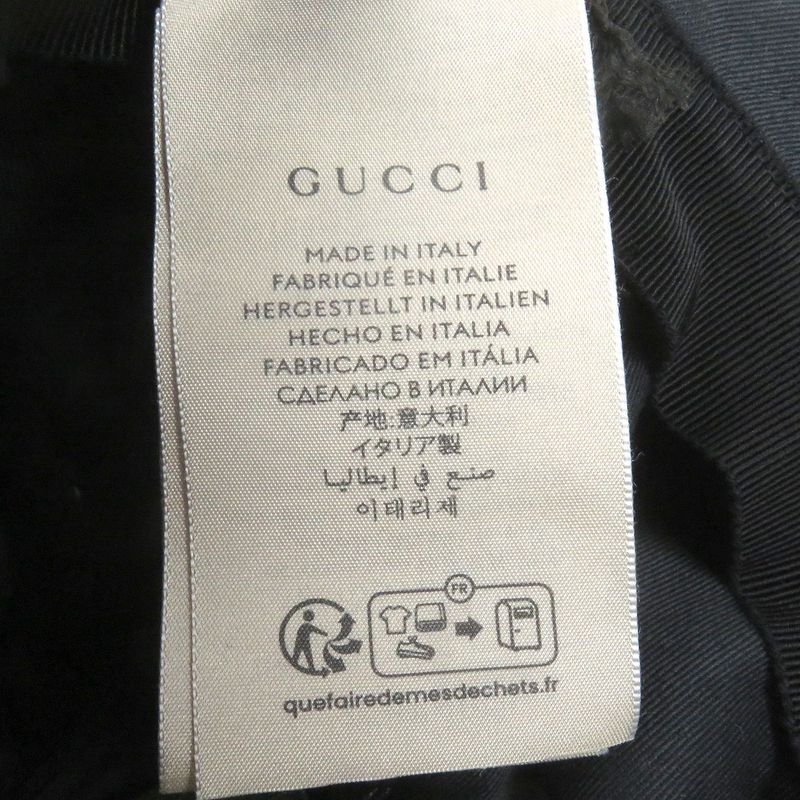 GUCCI
MADE IN ITALY
FABRIQUÉ EN ITALIE
HERGESTELLT IN ITALIEN
HECHO EN ITALIA
FABRICADO EM ITÁLIA
СДЕЛАНО В ИТАЛИИ
产地:意大利
イタリア製
صنع في إيطاليا
이태리제
FR
quefairedemesdechets.fr